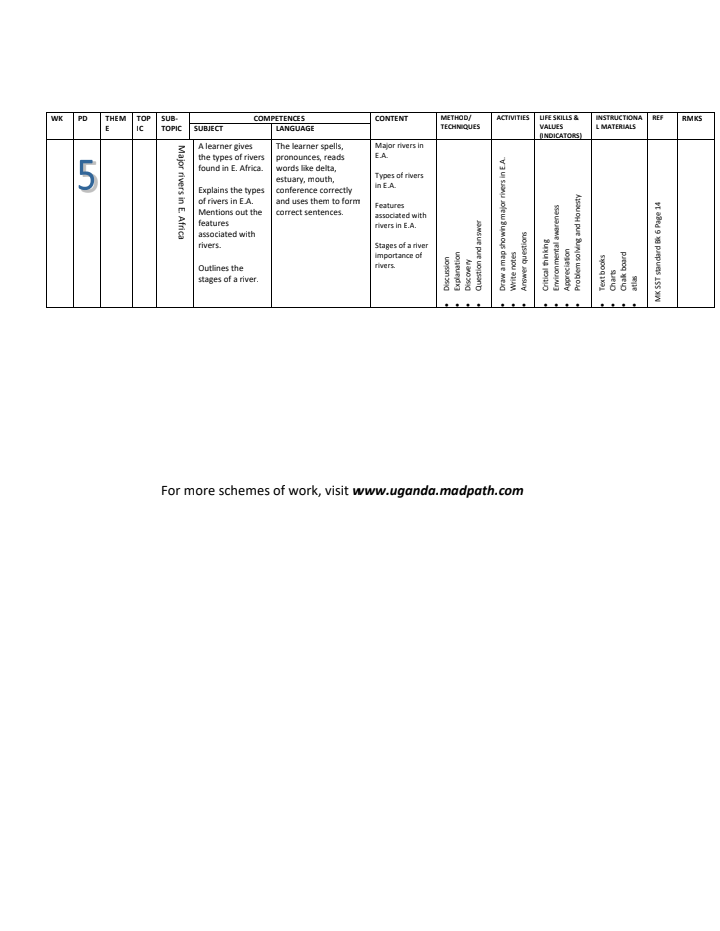 WK
PD
THEM
E
TOP
IC
SUB-
TOPIC
COMPETENCES
SUBJECT
LANGUAGE
CONTENT
METHOD/
TECHNIQUES
ACTIVITIES
LIFE SKILLS &
VALUES
(INDICATORS)
INSTRUCTIONA
L MATERIALS
REF
RMKS
5
Major rivers in E. Africa
A learner gives
the types of rivers
found in E. Africa.
Explains the types
of rivers in E.A.
Mentions out the
features
associated with
rivers.
Outlines the
stages of a river.
The learner spells,
pronounces, reads
words like delta,
estuary, mouth,
conference correctly
and uses them to form
correct sentences.
Major rivers in
E.A.
Types of rivers
in E.A.
Features
associated with
rivers in E.A.
Stages of a river
importance of
rivers.
• Discussion
• Explanation
• Discovery
• Question and answer
• Draw a map showing major rivers in E.A.
• Write notes
• Answer questions
• Critical thinking
• Environmental awareness
• Appreciation
• Problem solving and Honesty
• Text books
• Charts
• Chalk board
• atlas
MK SST standard Bk 6 Page 14
For more schemes of work, visit www.uganda.madpath.com